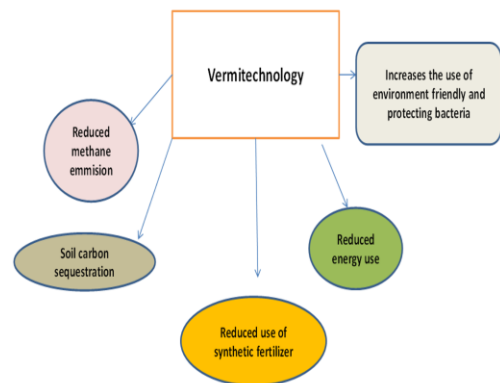 Vermitechnology
Increases the use of
environment friendly and
protecting bacteria
Reduced
methane
emmision
Soil carbon
sequestration
Reduced
energy use
Reduced use of
synthetic fertilizer